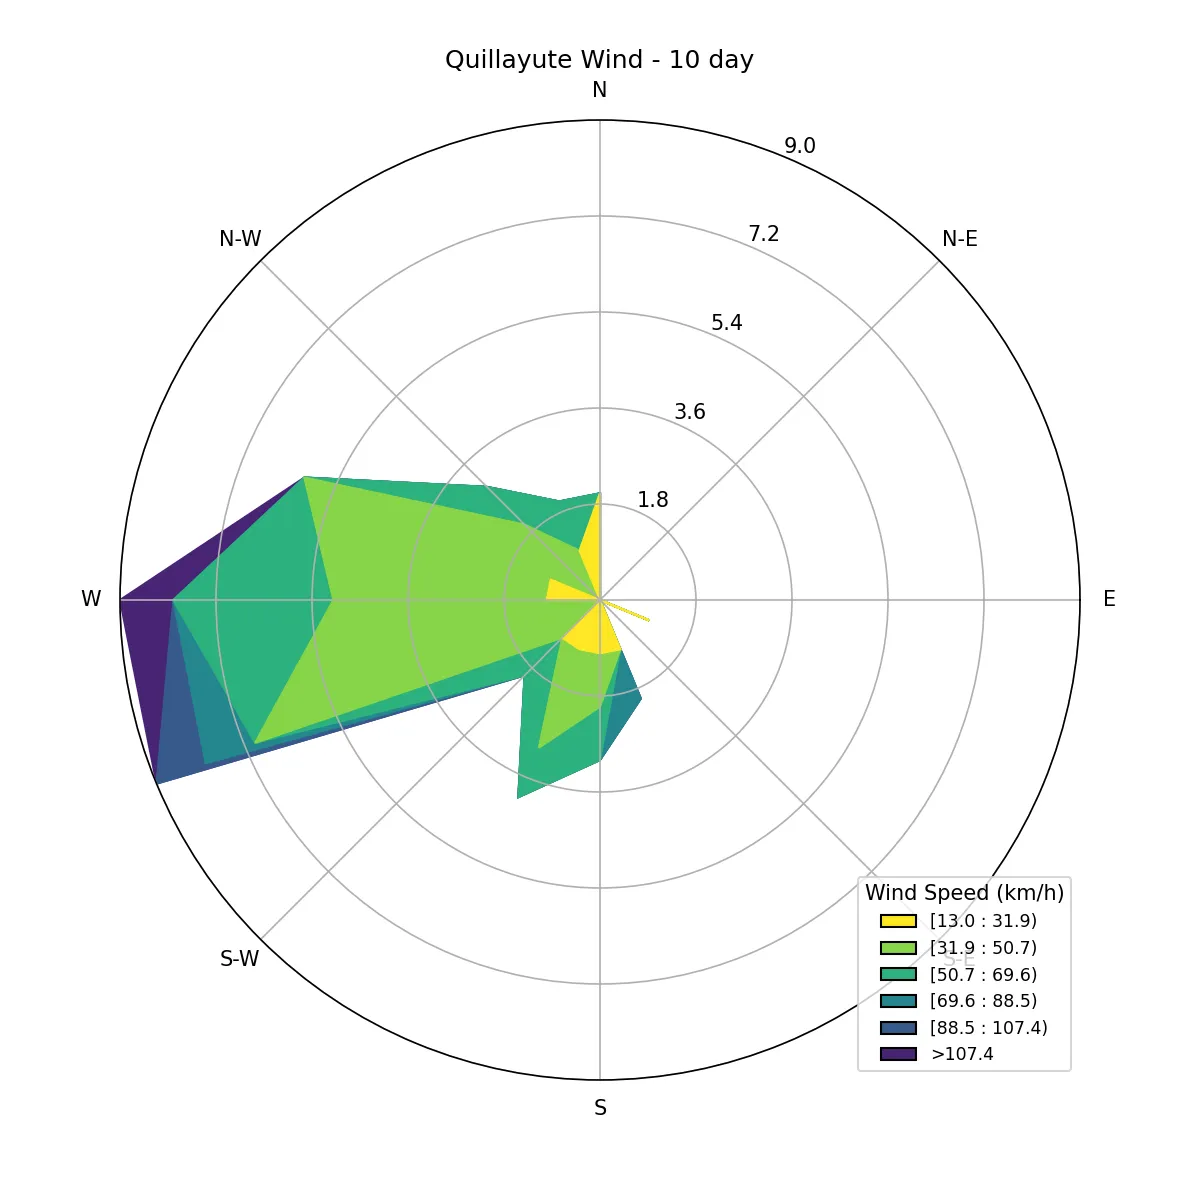 Quillayute Wind - 10 day
N
9.0
N-W
N-E
7.2
5.4
3.6
1.8
W
E
S-W
S-E
S
Wind Speed (km/h)
[13.0 : 31.9)
[31.9 : 50.7)
[50.7 : 69.6)
[69.6 : 88.5)
[88.5 : 107.4)
>107.4